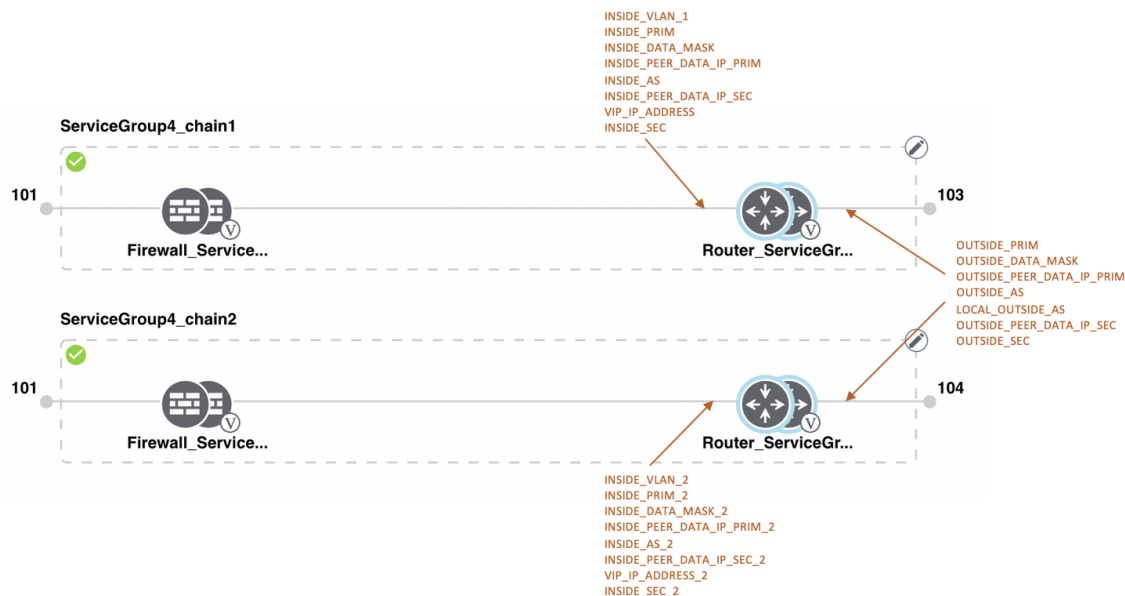 INSIDE_VLAN_1
INSIDE_PRIM
INSIDE_DATA_MASK
INSIDE_PEER_DATA_IP_PRIM
INSIDE_AS
INSIDE_PEER_DATA_IP_SEC
VIP_IP_ADDRESS
INSIDE_SEC
ServiceGroup4_chain1
101
103
V
V
Firewall_Service...
Router_ServiceGr...
OUTSIDE_PRIM
OUTSIDE_DATA_MASK
OUTSIDE_PEER_DATA_IP_PRIM
OUTSIDE_AS
LOCAL_OUTSIDE_AS
OUTSIDE_PEER_DATA_IP_SEC
OUTSIDE_SEC
ServiceGroup4_chain2
101
104
V
V
Firewall_Service...
Router_ServiceGr...
INSIDE_VLAN_2
INSIDE_PRIM_2
INSIDE_DATA_MASK_2
INSIDE_PEER_DATA_IP_PRIM_2
INSIDE_AS_2
INSIDE_PEER_DATA_IP_SEC_2
VIP_IP_ADDRESS_2
INSIDE_SEC_2